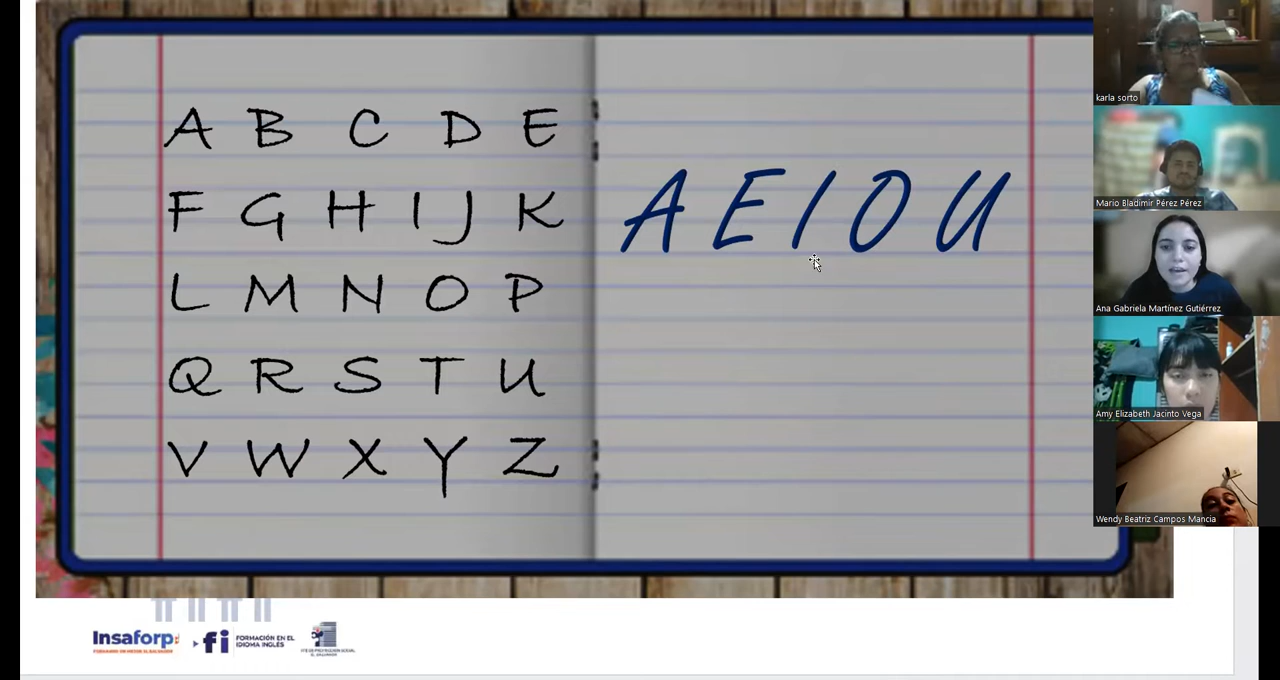 A B C D E
F G H I J K
L M N O P
Q R S T U
V W X Y Z
A E I O U
karla sorto
Mario Bladimir Pérez Pérez
Ana Gabriela Martínez Gutiérrez
Amy Elizabeth Jacinto Vega
Wendy Beatriz Campos Mancia
Insaforp
fi
FORMACIÓN EN EL
IDIOMA INGLÉS